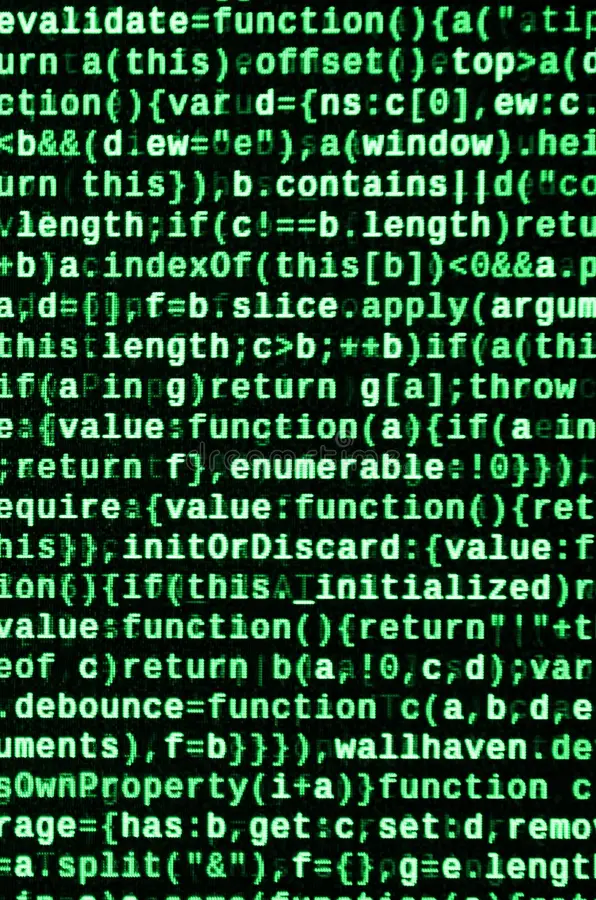 evalidate=function(){a(".tip
urn a(this).offset().top>a(d
ction(){var d={ns:c[0],ew:c.
<b&&(d.ew="e"),a(window).hei
urn this}),b.contains||d("co
.length;if(c!==b.length)retu
+b)a.indexOf(this[b])<0&&a.p
a,d=[],f=b.slice.apply(argum
this.length;c>b;++b)if(a(thi
if(a in g)return g[a];throw
e:{value:function(a){if(a in
;return f},enumerable:!0}}),
equire:{value:function(){ret
his}},initOrDiscard:{value:f
ion(){if(this._initialized)r
value:function(){return"|"+t
eof c)return b(a,!0,c,d);var
.debounce=function c(a,b,d,e
uments),f=b}}}),wallhaven.de
sOwnProperty(i+a)}function c
rage={has:b,get:c,set:d,remo
=a.split("&"),f={},g=e.lengt
dreamstime